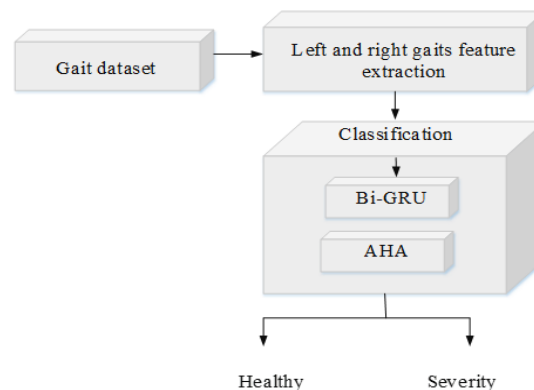 Gait dataset
Left and right gaits feature
extraction
Classification
Bi-GRU
AHA
Healthy
Severity